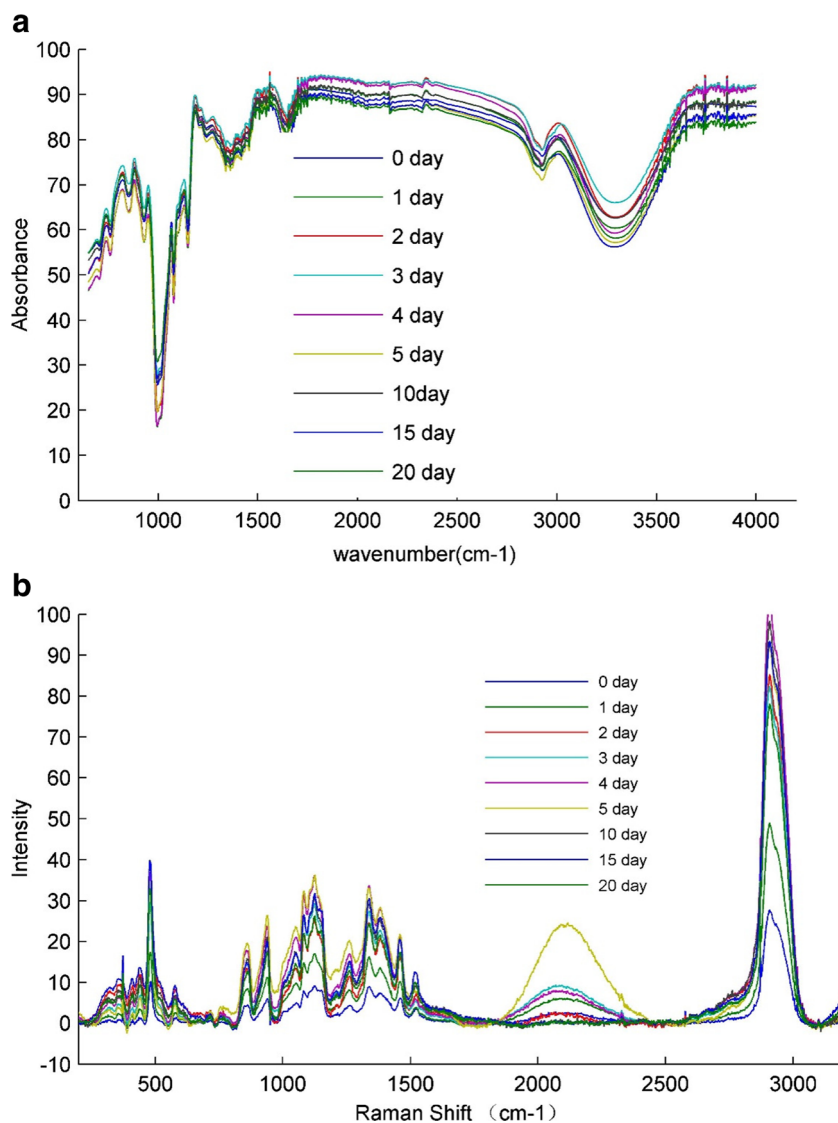 a
100
90
80
70
60
50
40
30
20
10
0
Absorbance
0 day
1 day
2 day
3 day
4 day
5 day
10day
15 day
20 day
1000 1500 2000 2500 3000 3500 4000
wavenumber(cm-1)
b
100
90
80
70
60
50
40
30
20
10
0
-10
Intensity
0 day
1 day
2 day
3 day
4 day
5 day
10 day
15 day
20 day
500 1000 1500 2000 2500 3000
Raman Shift （cm-1）